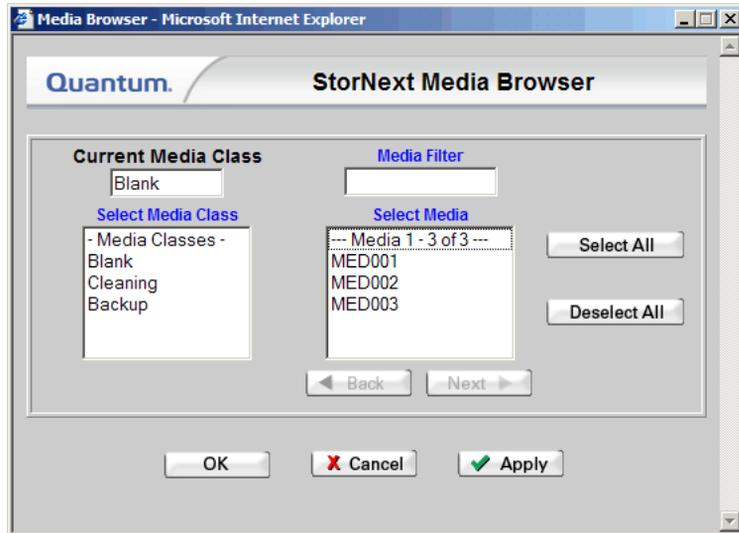 Media Browser - Microsoft Internet Explorer
Quantum.
StorNext Media Browser
Current Media Class
Blank
Media Filter
Select Media Class
- Media Classes -
Blank
Cleaning
Backup
Select Media
--- Media 1 - 3 of 3 ---
MED001
MED002
MED003
Select All
Deselect All
Back
Next
OK
Cancel
Apply